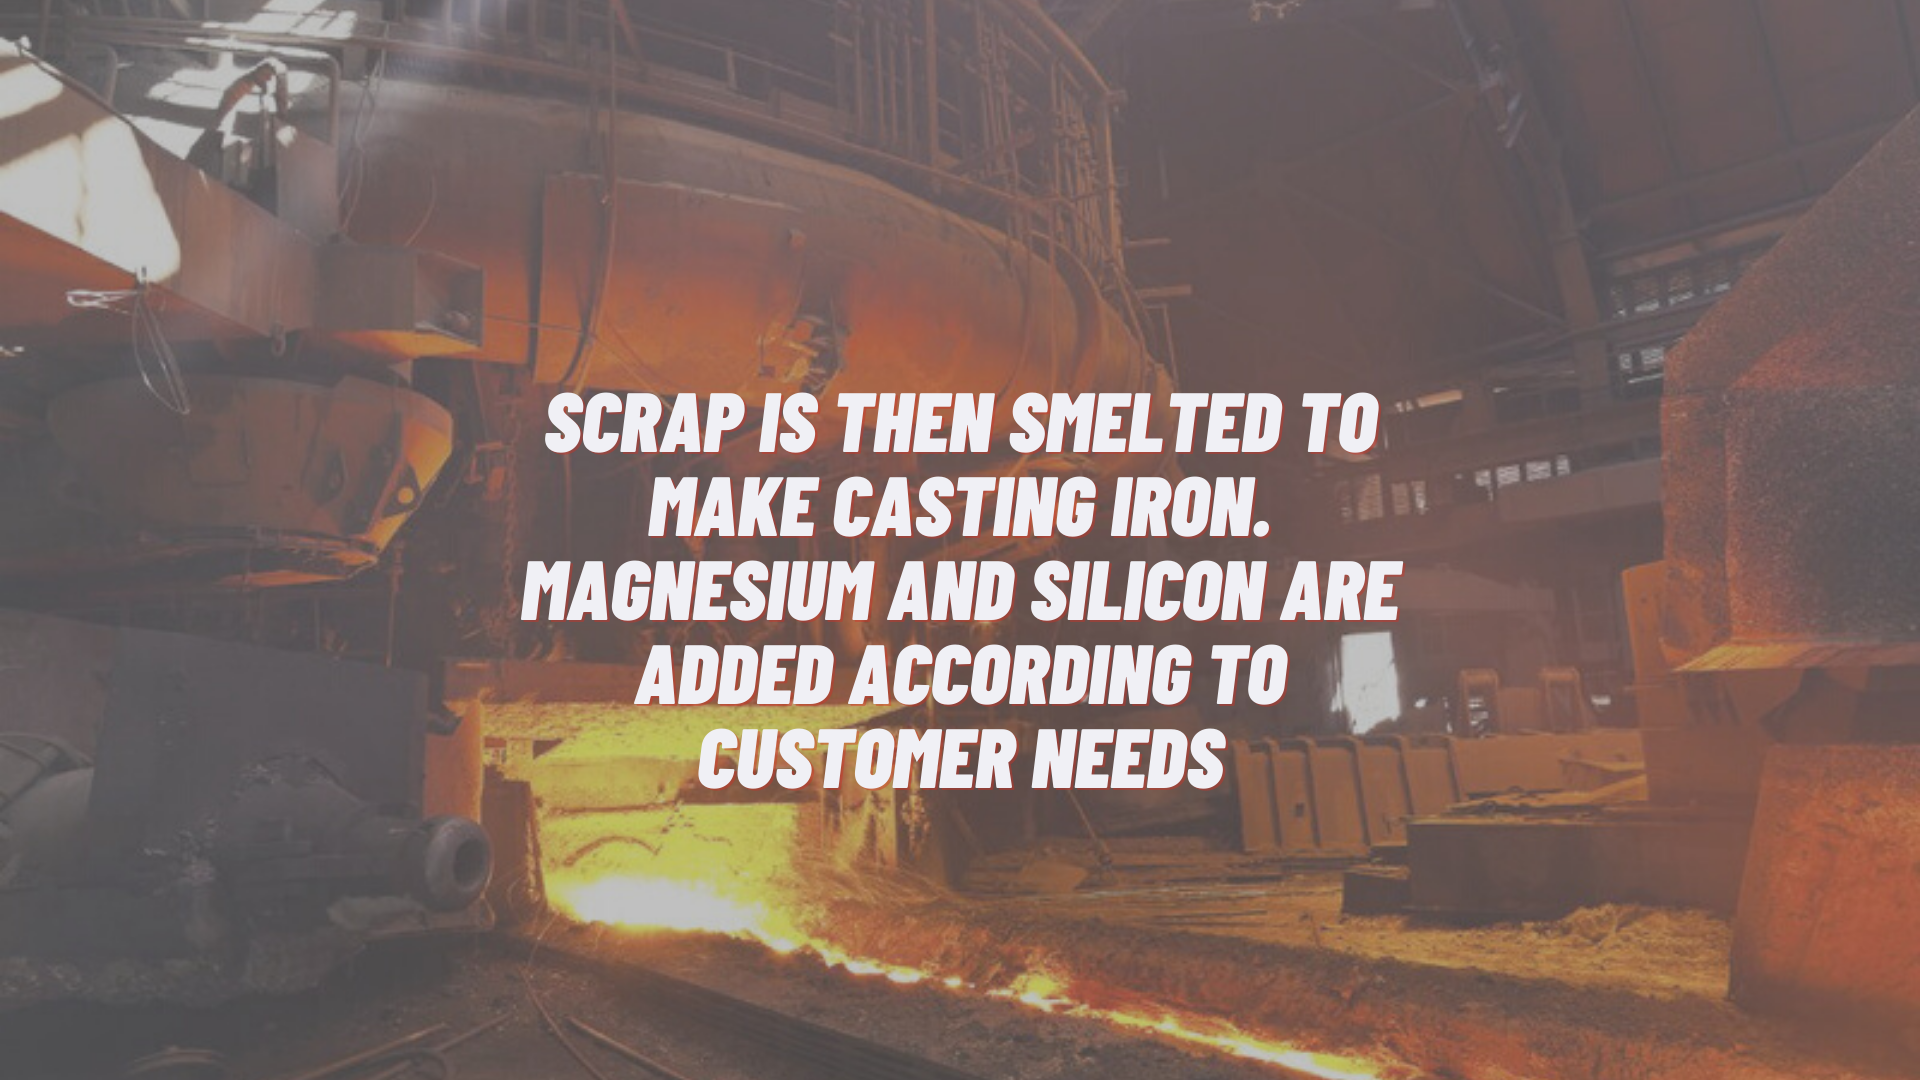 SCRAP IS THEN SMELTED TO
MAKE CASTING IRON.
MAGNESIUM AND SILICON ARE
ADDED ACCORDING TO
CUSTOMER NEEDS